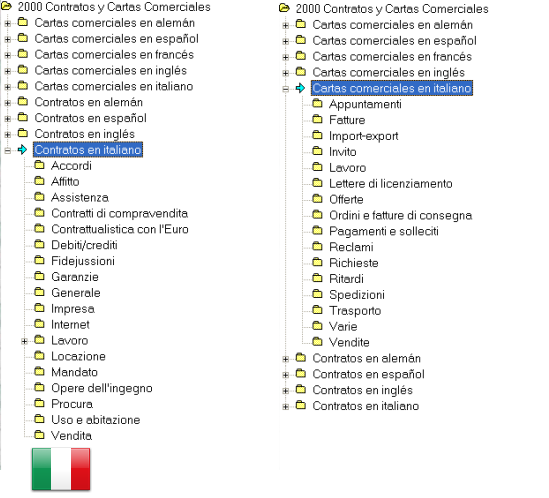 2000 Contratos y Cartas Comerciales
Cartas comerciales en alemán
Cartas comerciales en español
Cartas comerciales en francés
Cartas comerciales en inglés
Cartas comerciales en italiano
Contratos en alemán
Contratos en español
Contratos en inglés
Contratos en italiano
Accordi
Affitto
Assistenza
Contratti di compravendita
Contrattualistica con l'Euro
Debiti/crediti
Fidejussioni
Garanzie
Generale
Impresa
Internet
Lavoro
Locazione
Mandato
Opere dell'ingegno
Procura
Uso e abitazione
Vendita
2000 Contratos y Cartas Comerciales
Cartas comerciales en alemán
Cartas comerciales en español
Cartas comerciales en francés
Cartas comerciales en inglés
Cartas comerciales en italiano
Appuntamenti
Fatture
Import-export
Invito
Lavoro
Lettere di licenziamento
Offerte
Ordini e fatture di consegna
Pagamenti e solleciti
Reclami
Richieste
Ritardi
Spedizioni
Trasporto
Varie
Vendite
Contratos en alemán
Contratos en español
Contratos en inglés
Contratos en italiano